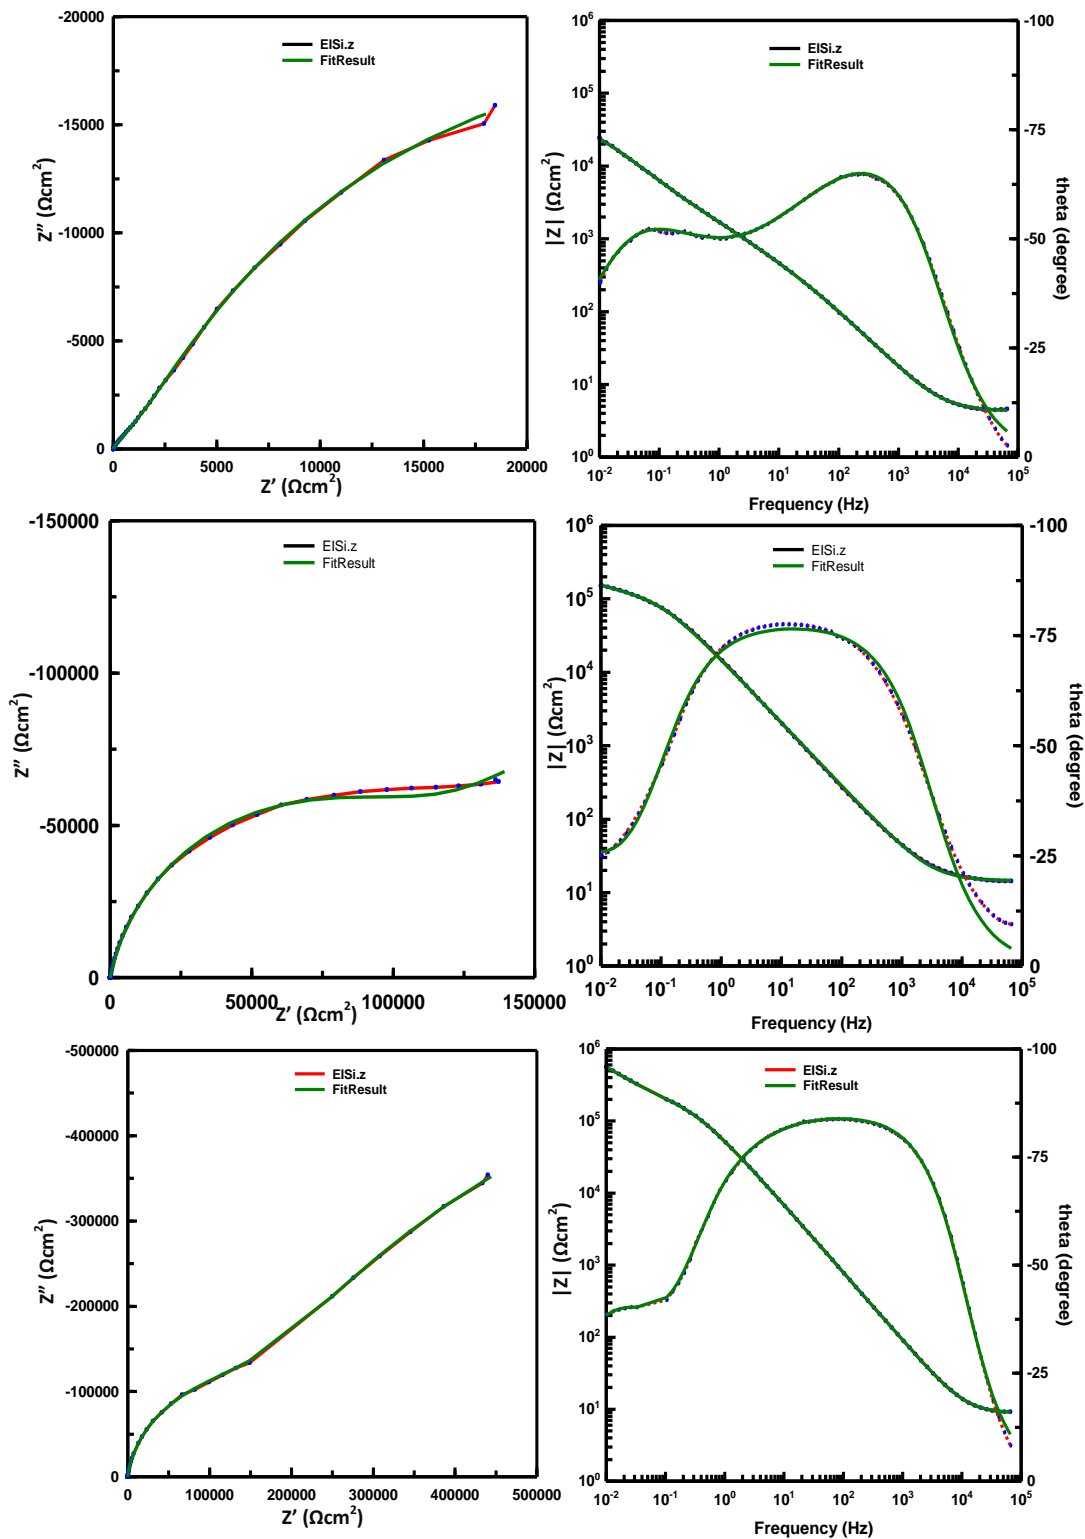 -20000
-15000
-10000
-5000
0
Z" (Ωcm²)
EISi.z
FitResult
0 5000 10000 15000 20000
Z' (Ωcm²)
10⁶
10⁵
10⁴
10³
10²
10¹
10⁰
|Z| (Ωcm²)
EISi.z
FitResult
-100
-75
-50
-25
0
theta (degree)
10⁻² 10⁻¹ 10⁰ 10¹ 10² 10³ 10⁴ 10⁵
Frequency (Hz)
-150000
-100000
-50000
0
Z" (Ωcm²)
EISi.z
FitResult
0 50000 100000 150000
Z' (Ωcm²)
10⁶
10⁵
10⁴
10³
10²
10¹
10⁰
|Z| (Ωcm²)
EISi.z
FitResult
-100
-75
-50
-25
0
theta (degree)
10⁻² 10⁻¹ 10⁰ 10¹ 10² 10³ 10⁴ 10⁵
Frequency (Hz)
-500000
-400000
-300000
-200000
-100000
0
Z" (Ωcm²)
EISi.z
FitResult
0 100000 200000 300000 400000 500000
Z' (Ωcm²)
10⁶
10⁵
10⁴
10³
10²
10¹
10⁰
|Z| (Ωcm²)
EISi.z
FitResult
-100
-75
-50
-25
0
theta (degree)
10⁻² 10⁻¹ 10⁰ 10¹ 10² 10³ 10⁴ 10⁵
Frequency (Hz)